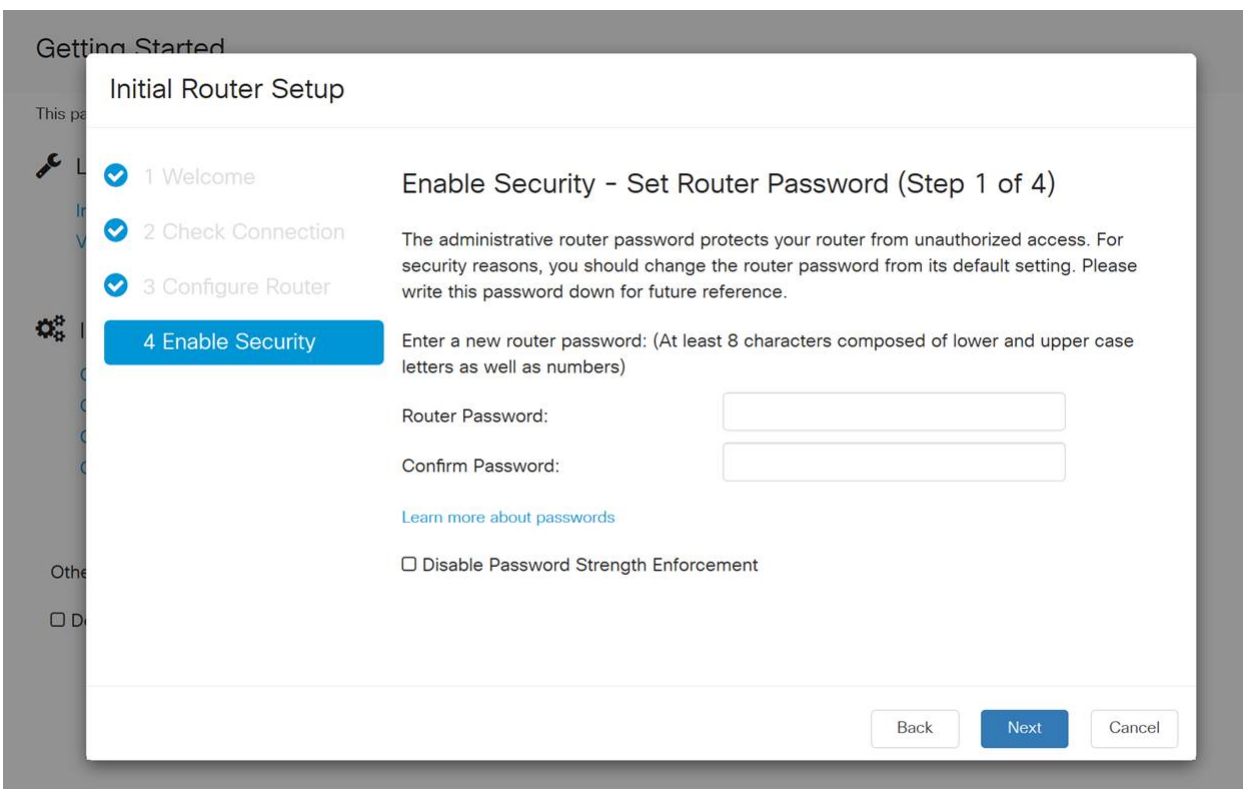 Getting Started
Initial Router Setup
This pa
1 Welcome
2 Check Connection
3 Configure Router
4 Enable Security
Enable Security - Set Router Password (Step 1 of 4)
The administrative router password protects your router from unauthorized access. For
security reasons, you should change the router password from its default setting. Please
write this password down for future reference.
Enter a new router password: (At least 8 characters composed of lower and upper case
letters as well as numbers)
Router Password:
Confirm Password:
Learn more about passwords
Disable Password Strength Enforcement
Othe
Back
Next
Cancel